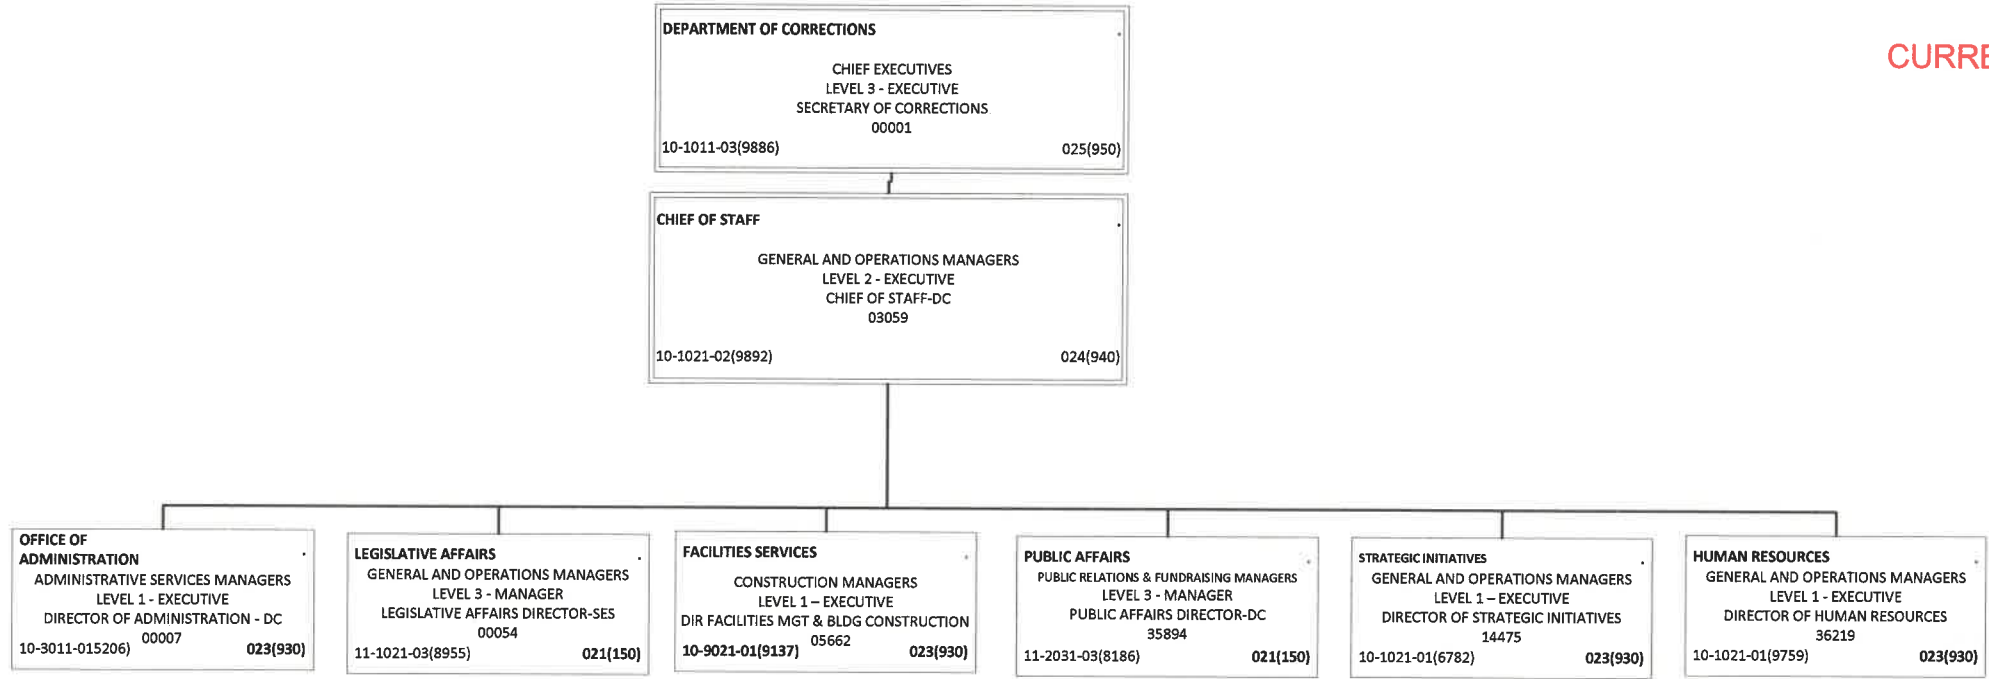 CURRE
DEPARTMENT OF CORRECTIONS
CHIEF EXECUTIVES
LEVEL 3 - EXECUTIVE
SECRETARY OF CORRECTIONS
00001
10-1011-03(9886) 025(950)
CHIEF OF STAFF
GENERAL AND OPERATIONS MANAGERS
LEVEL 2 - EXECUTIVE
CHIEF OF STAFF-DC
03059
10-1021-02(9892) 024(940)
OFFICE OF
ADMINISTRATION
ADMINISTRATIVE SERVICES MANAGERS
LEVEL 1 - EXECUTIVE
DIRECTOR OF ADMINISTRATION - DC
00007
10-3011-015206) 023(930)
LEGISLATIVE AFFAIRS
GENERAL AND OPERATIONS MANAGERS
LEVEL 3 - MANAGER
LEGISLATIVE AFFAIRS DIRECTOR-SES
00054
11-1021-03(8955) 021(150)
FACILITIES SERVICES
CONSTRUCTION MANAGERS
LEVEL 1 – EXECUTIVE
DIR FACILITIES MGT & BLDG CONSTRUCTION
05662
10-9021-01(9137) 023(930)
PUBLIC AFFAIRS
PUBLIC RELATIONS & FUNDRAISING MANAGERS
LEVEL 3 - MANAGER
PUBLIC AFFAIRS DIRECTOR-DC
35894
11-2031-03(8186) 021(150)
STRATEGIC INITIATIVES
GENERAL AND OPERATIONS MANAGERS
LEVEL 1 – EXECUTIVE
DIRECTOR OF STRATEGIC INITIATIVES
14475
10-1021-01(6782) 023(930)
HUMAN RESOURCES
GENERAL AND OPERATIONS MANAGERS
LEVEL 1 - EXECUTIVE
DIRECTOR OF HUMAN RESOURCES
36219
10-1021-01(9759) 023(930)